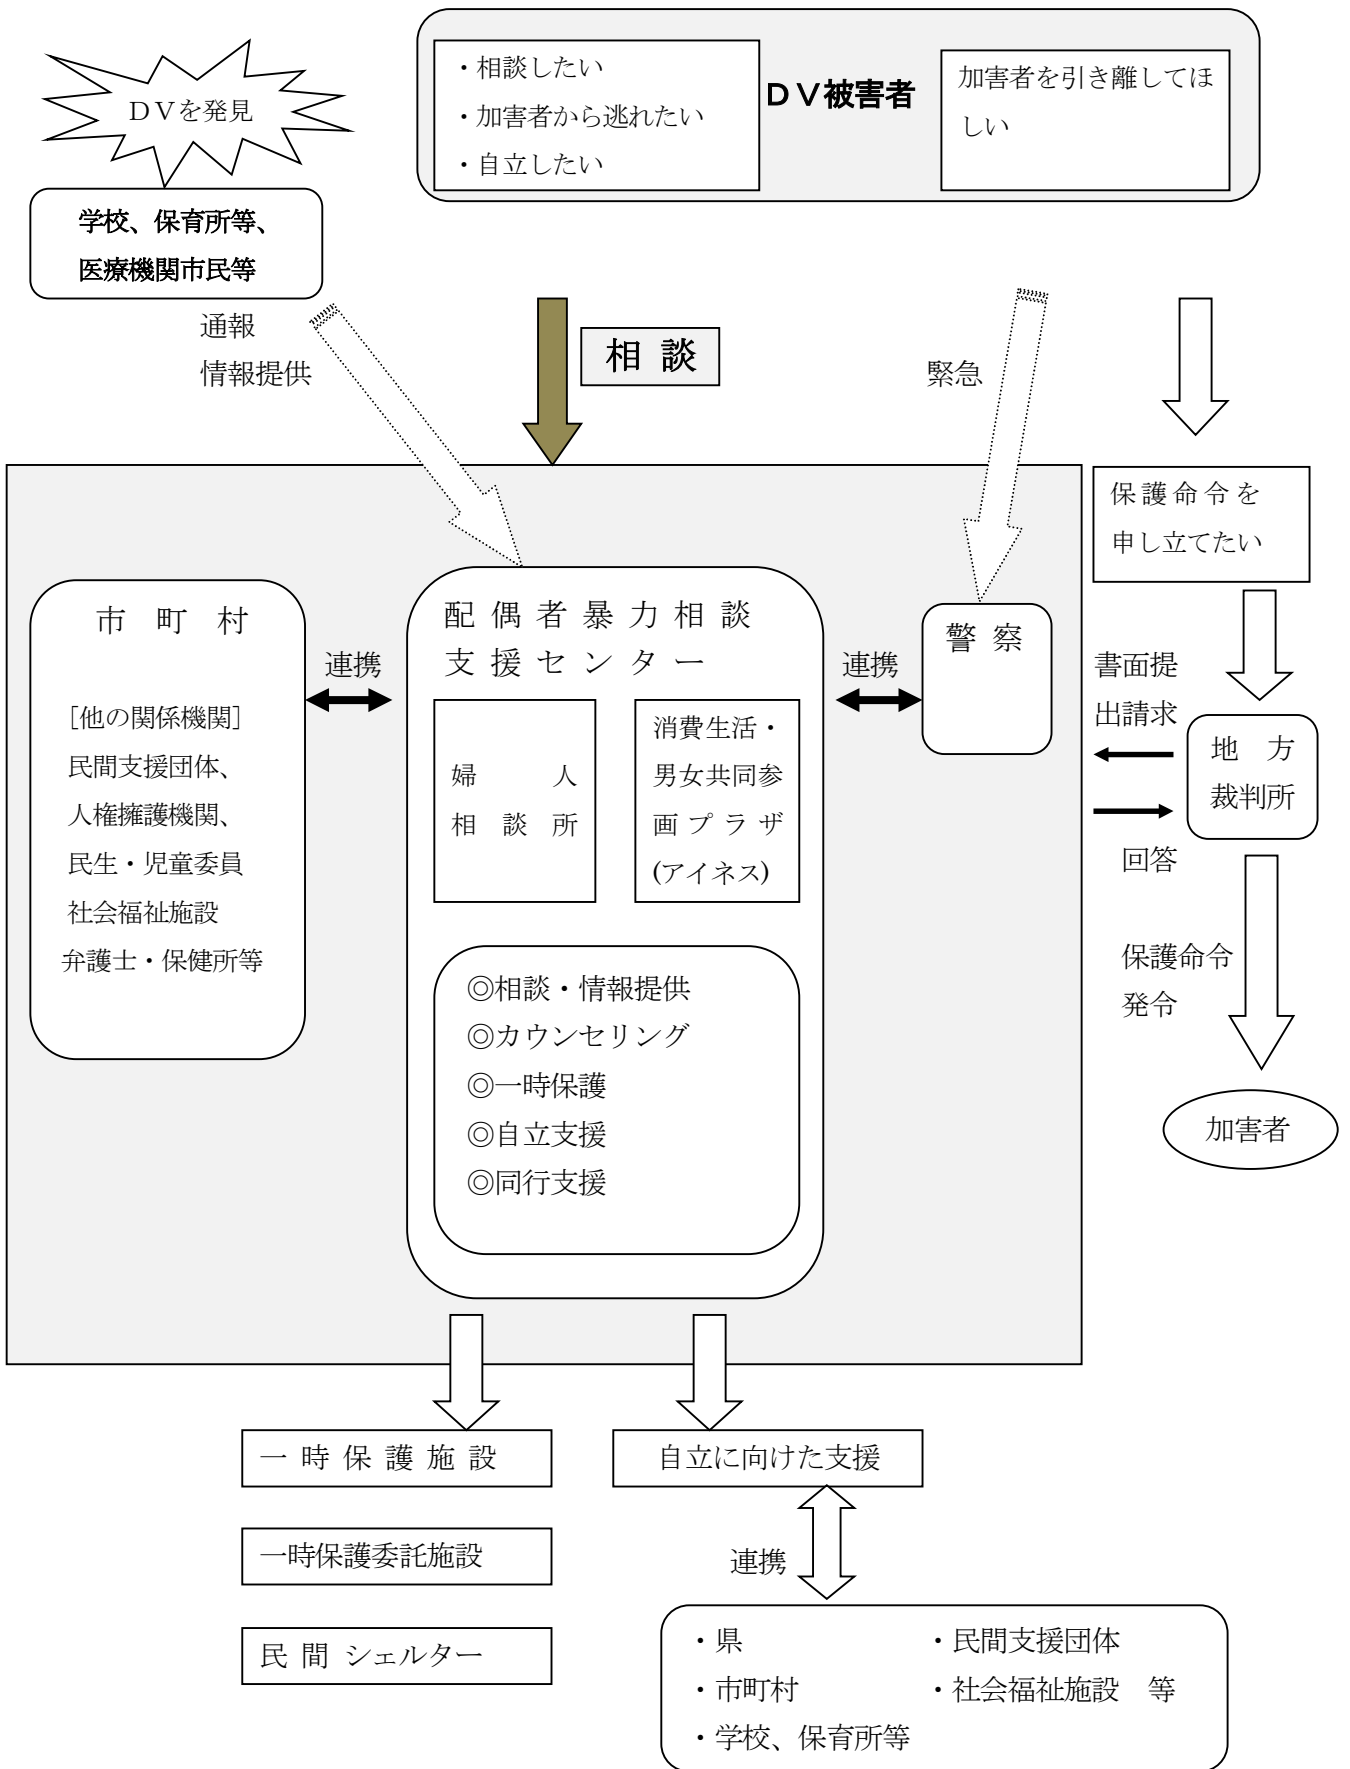 ＤＶを発見
学校、保育所等、
医療機関市民等
・相談したい
・加害者から逃れたい
・自立したい
ＤＶ被害者
加害者を引き離してほ
しい
通報
情報提供
相 談
緊急
保護命令を
申し立てたい
市 町 村
［他の関係機関］
民間支援団体、
人権擁護機関、
民生・児童委員
社会福祉施設
弁護士・保健所等
連携
配偶者暴力相談
支援センター
婦 人
相 談 所
消費生活・
男女共同参
画プラザ
(アイネス)
◎相談・情報提供
◎カウンセリング
◎一時保護
◎自立支援
◎同行支援
連携
警 察
書面提
出請求
地 方
裁判所
回答
保護命令
発令
加害者
一 時 保 護 施 設
一時保護委託施設
民 間 シェルター
自立に向けた支援
連携
・県 ・民間支援団体
・市町村 ・社会福祉施設 等
・学校、保育所等